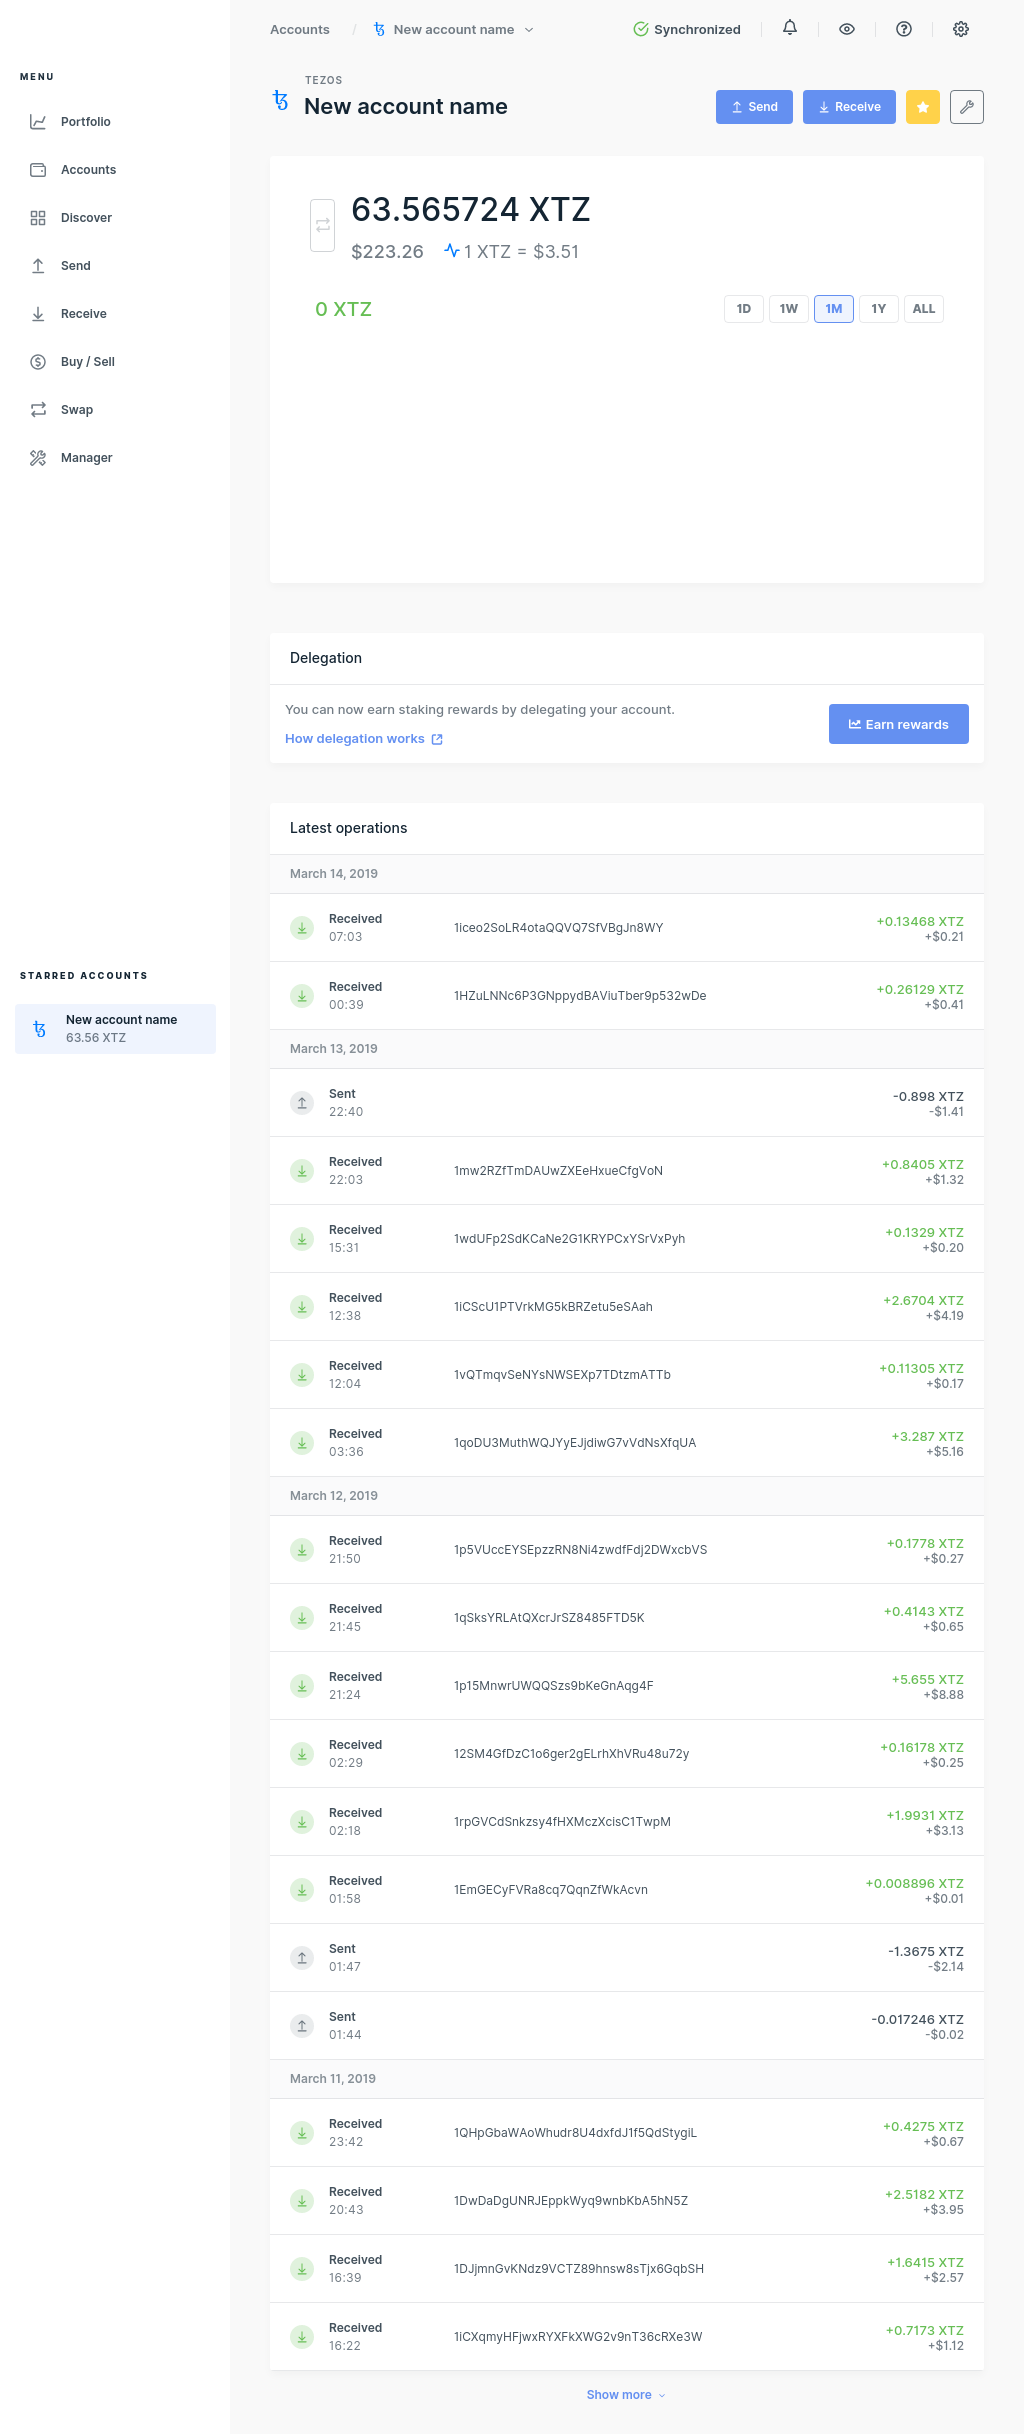 MENU
Portfolio
Accounts
Discover
Send
Receive
Buy / Sell
Swap
Manager
STARRED ACCOUNTS
New account name
63.56 XTZ
Accounts / New account name
Synchronized
TEZOS
New account name
Send
Receive
63.565724 XTZ
$223.26 1 XTZ = $3.51
0 XTZ
1D 1W 1M 1Y ALL
Delegation
You can now earn staking rewards by delegating your account.
How delegation works
Earn rewards
Latest operations
March 14, 2019
Received 1iceo2SoLR4otaQQVQ7SfVBgJn8WY +0.13468 XTZ
07:03 +$0.21
Received 1HZuLNNc6P3GNppydBAViuTber9p532wDe +0.26129 XTZ
00:39 +$0.41
March 13, 2019
Sent -0.898 XTZ
22:40 -$1.41
Received 1mw2RZfTmDAUwZXEeHxueCfgVoN +0.8405 XTZ
22:03 +$1.32
Received 1wdUFp2SdKCaNe2G1KRYPCxYSrVxPyh +0.1329 XTZ
15:31 +$0.20
Received 1iCScU1PTVrkMG5kBRZetu5eSAah +2.6704 XTZ
12:38 +$4.19
Received 1vQTmqvSeNYsNWSEXp7TDtzmATTb +0.11305 XTZ
12:04 +$0.17
Received 1qoDU3MuthWQJYyEJjdiwG7vVdNsXfqUA +3.287 XTZ
03:36 +$5.16
March 12, 2019
Received 1p5VUccEYSEpzzRN8Ni4zwdfFdj2DWxcbVS +0.1778 XTZ
21:50 +$0.27
Received 1qSksYRLAtQXcrJrSZ8485FTD5K +0.4143 XTZ
21:45 +$0.65
Received 1p15MnwrUWQQSzs9bKeGnAqg4F +5.655 XTZ
21:24 +$8.88
Received 12SM4GfDzC1o6ger2gELrhXhVRu48u72y +0.16178 XTZ
02:29 +$0.25
Received 1rpGVCdSnkzsy4fHXMczXcisC1TwpM +1.9931 XTZ
02:18 +$3.13
Received 1EmGECyFVRa8cq7QqnZfWkAcvn +0.008896 XTZ
01:58 +$0.01
Sent -1.3675 XTZ
01:47 -$2.14
Sent -0.017246 XTZ
01:44 -$0.02
March 11, 2019
Received 1QHpGbaWAoWhudr8U4dxfdJ1f5QdStygiL +0.4275 XTZ
23:42 +$0.67
Received 1DwDaDgUNRJEppkWyq9wnbKbA5hN5Z +2.5182 XTZ
20:43 +$3.95
Received 1DJjmnGvKNdz9VCTZ89hnsw8sTjx6GqbSH +1.6415 XTZ
16:39 +$2.57
Received 1iCXqmyHFjwxRYXFkXWG2v9nT36cRXe3W +0.7173 XTZ
16:22 +$1.12
Show more